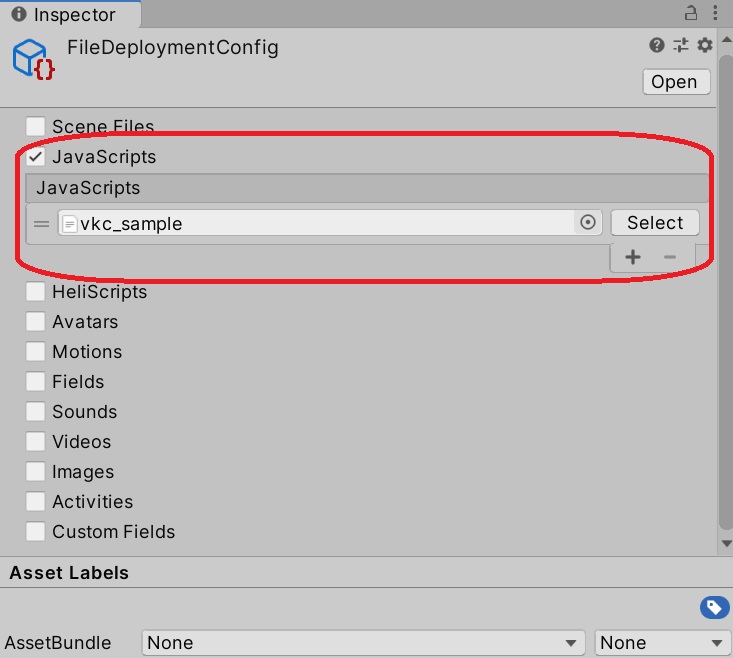 Inspector
FileDeploymentConfig
Open
Scene Files
JavaScripts
JavaScripts
vkc_sample
Select
HeliScripts
Avatars
Motions
Fields
Sounds
Videos
Images
Activities
Custom Fields
Asset Labels
AssetBundle None None